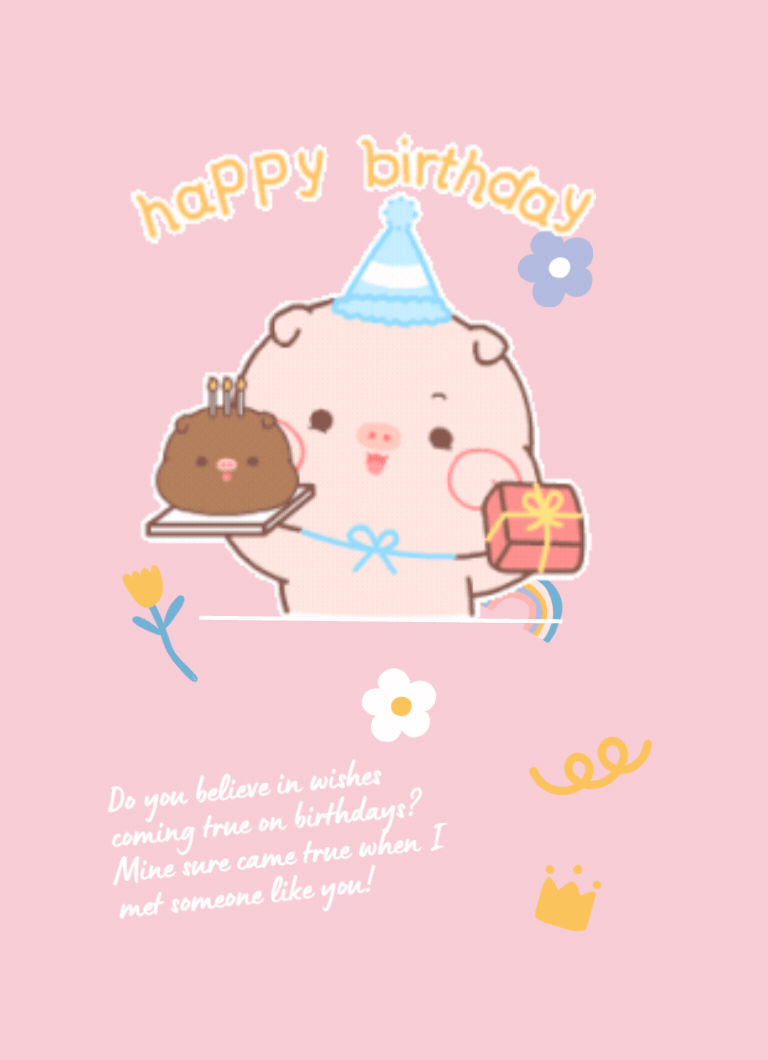 happy birthday
Do you believe in wishes
coming true on birthdays?
Mine sure came true when I
met someone like you!